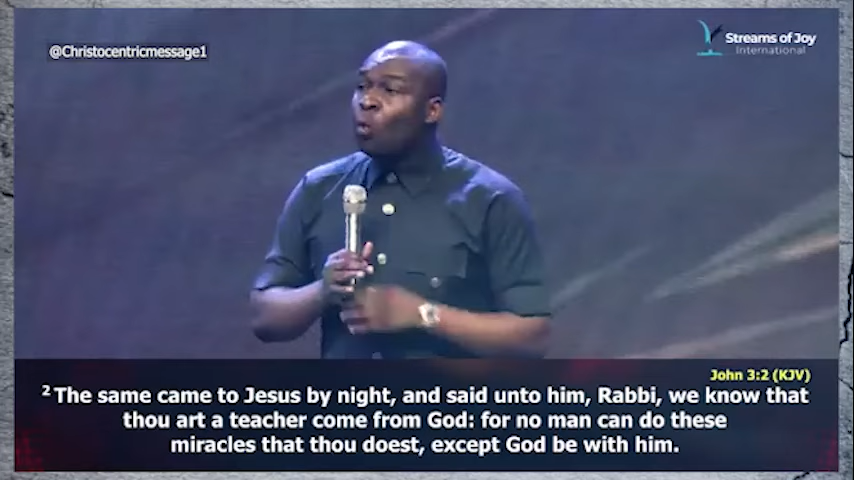 @Christocentricmessage1
Streams of Joy
International
John 3:2 (KJV)
2 The same came to Jesus by night, and said unto him, Rabbi, we know that
thou art a teacher come from God: for no man can do these
miracles that thou doest, except God be with him.